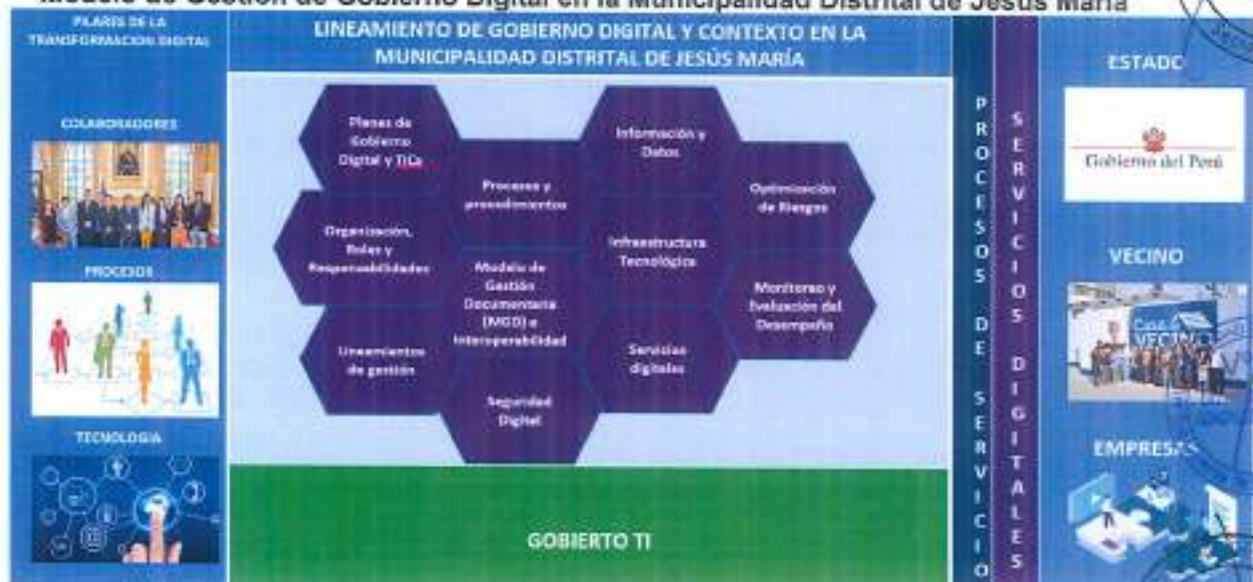 Modelo de Gestión de Gobierno Digital en la Municipalidad Distrital de Jesús María
PILARES DE LA
TRANSFORMACION DIGITAL
COLABORADORES
PROCESOS
TECNOLOGIA
LINEAMIENTO DE GOBIERNO DIGITAL Y CONTEXTO EN LA
MUNICIPALIDAD DISTRITAL DE JESÚS MARÍA
Planes de
Gobierno
Digital y TICs
Organización,
Roles y
Responsabilidades
Lineamientos
de gestión
Procesos y
procedimientos
Modelo de
Gestión
Documentaria
(MGD) e
Interoperabilidad
Seguridad
Digital
Información y
Datos
Infraestructura
Tecnológica
Servicios
digitales
Optimización
de Riesgos
Monitoreo y
Evaluación del
Desempeño
GOBIERTO TI
PROCESOS DE SERVICIO
SERVICIOS DIGITALES
ESTADO
Gobierno del Perú
VECINO
VECINO
EMPRESAS